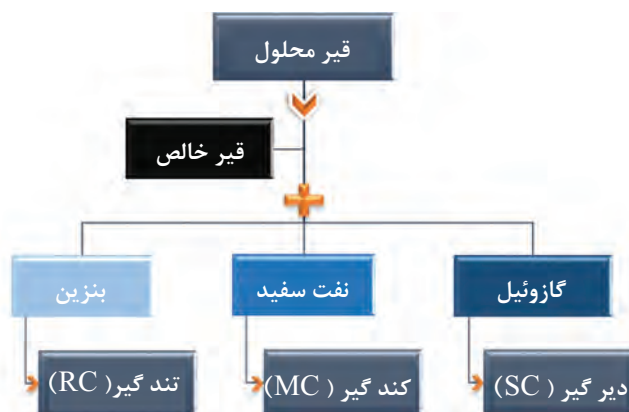 قیر محلول
قیر خالص
گازوئیل
نفت سفید
بنزین
دیر گیر ( SC)
کند گیر ( MC)
تند گیر( RC)